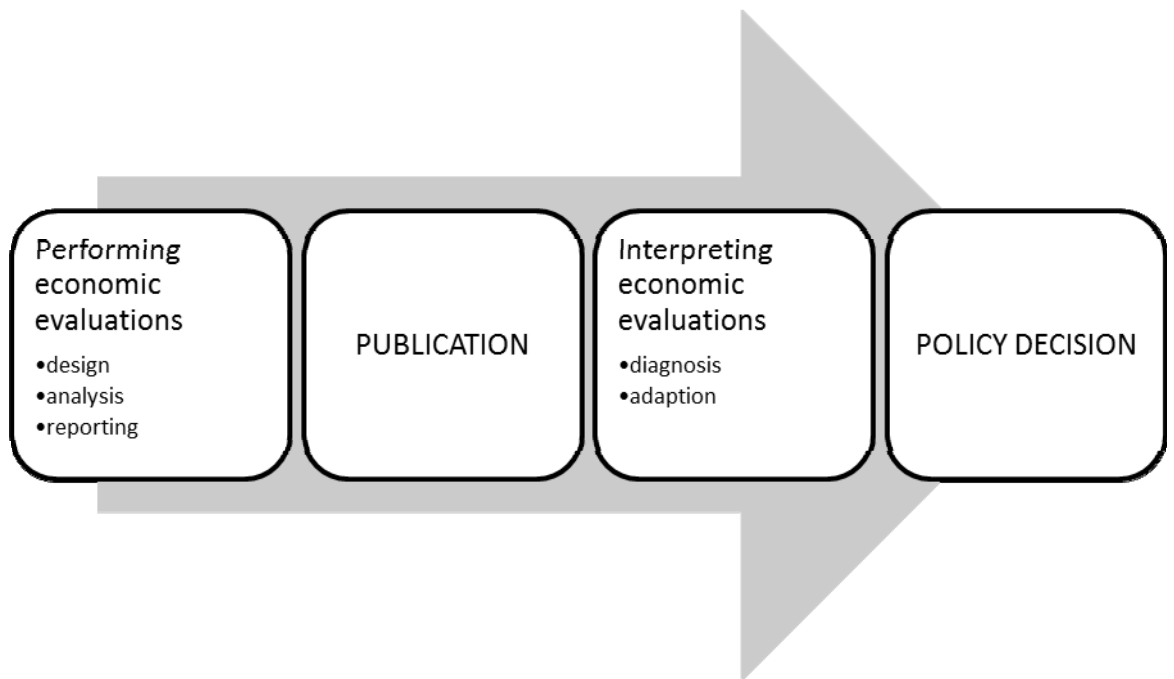 Performing
economic
evaluations
•design
•analysis
•reporting
PUBLICATION
Interpreting
economic
evaluations
•diagnosis
•adaption
POLICY DECISION